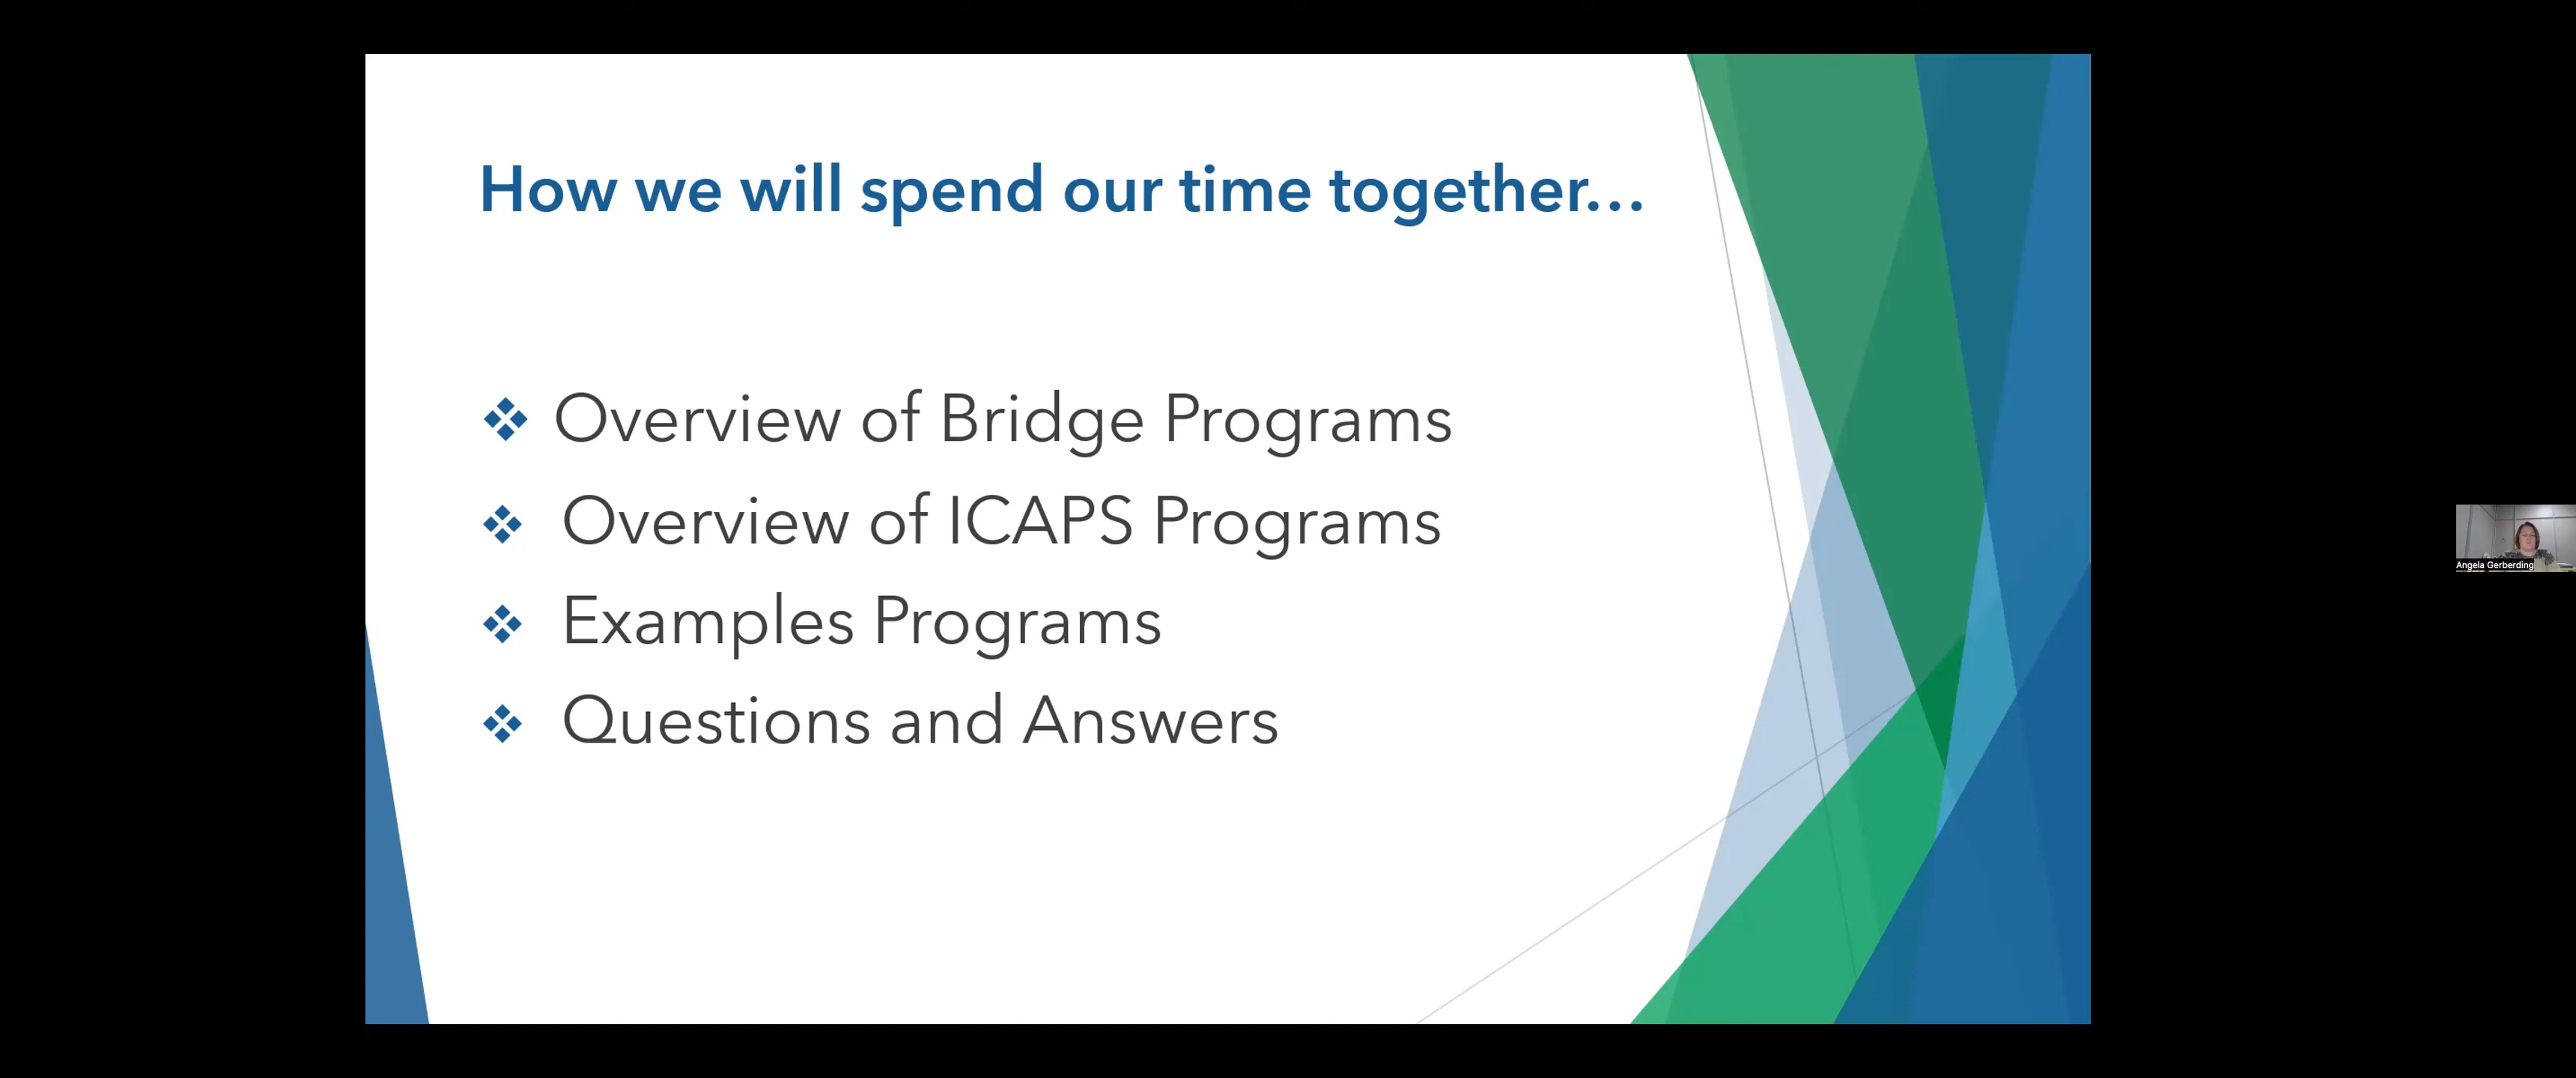 How we will spend our time together...
Overview of Bridge Programs
Overview of ICAPS Programs
Examples Programs
Questions and Answers
Angela Gerberding